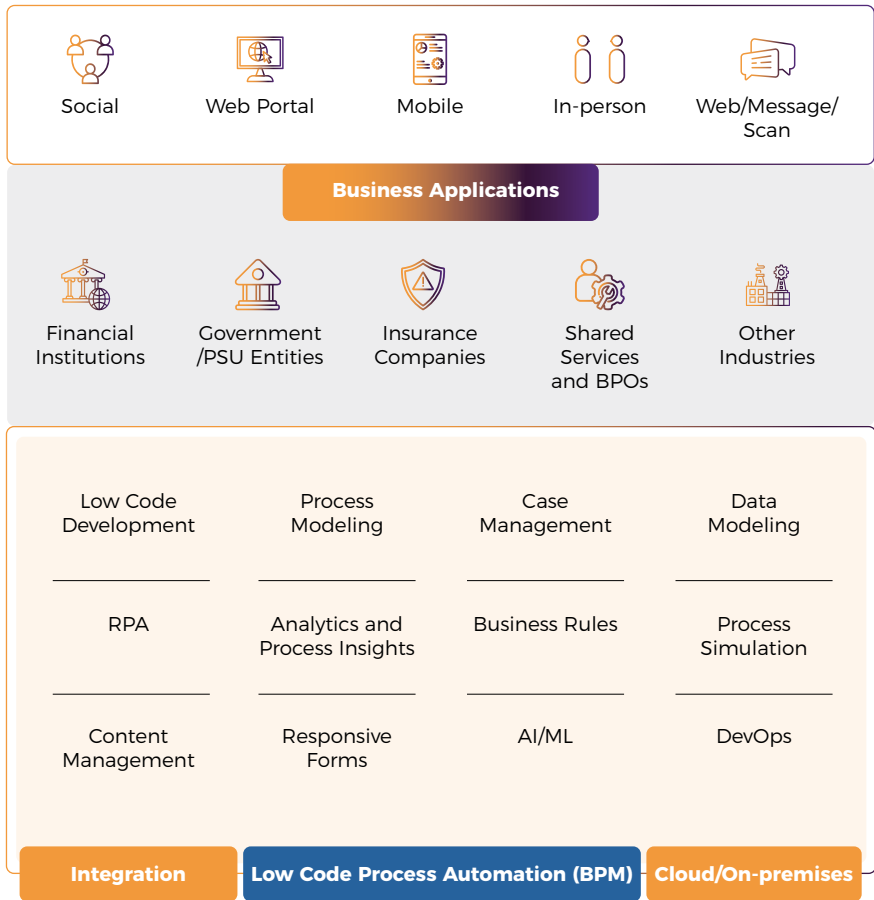 Social
Web Portal
Mobile
In-person
Web/Message/
Scan
Business Applications
Financial
Institutions
Government
/PSU Entities
Insurance
Companies
Shared
Services
and BPOs
Other
Industries
Low Code
Development
Process
Modeling
Case
Management
Data
Modeling
RPA
Analytics and
Process Insights
Business Rules
Process
Simulation
Content
Management
Responsive
Forms
AI/ML
DevOps
Integration
Low Code Process Automation (BPM)
Cloud/On-premises